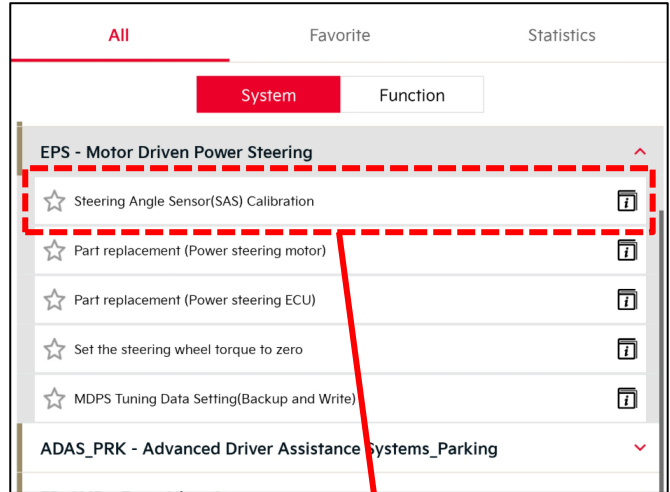 All Favorite Statistics
System Function
EPS - Motor Driven Power Steering
Steering Angle Sensor(SAS) Calibration
Part replacement (Power steering motor)
Part replacement (Power steering ECU)
Set the steering wheel torque to zero
MDPS Tuning Data Setting(Backup and Write)
ADAS_PRK - Advanced Driver Assistance Systems_Parking